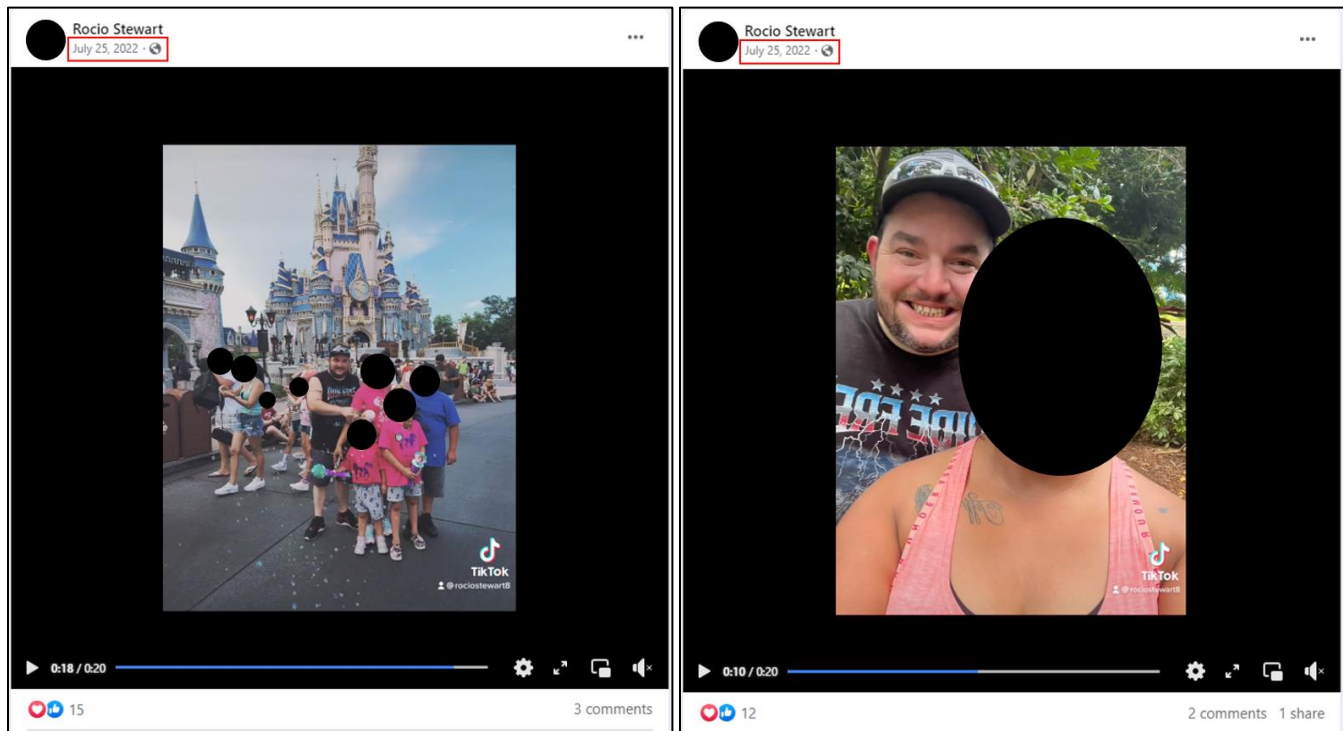 Rocio Stewart
July 25, 2022 ·
TikTok
@rociostewart8
0:18 / 0:20
15
3 comments
Rocio Stewart
July 25, 2022 ·
TikTok
@rociostewart8
0:10 / 0:20
12
2 comments 1 share